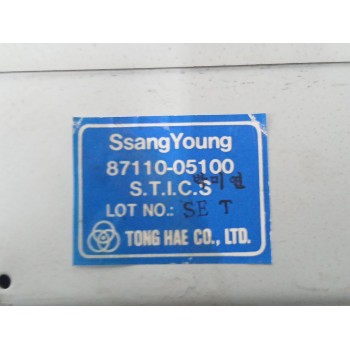 SsangYoung
87110-05100
S.T.I.C.S
LOT NO.: SE T
TONG HAE CO., LTD.